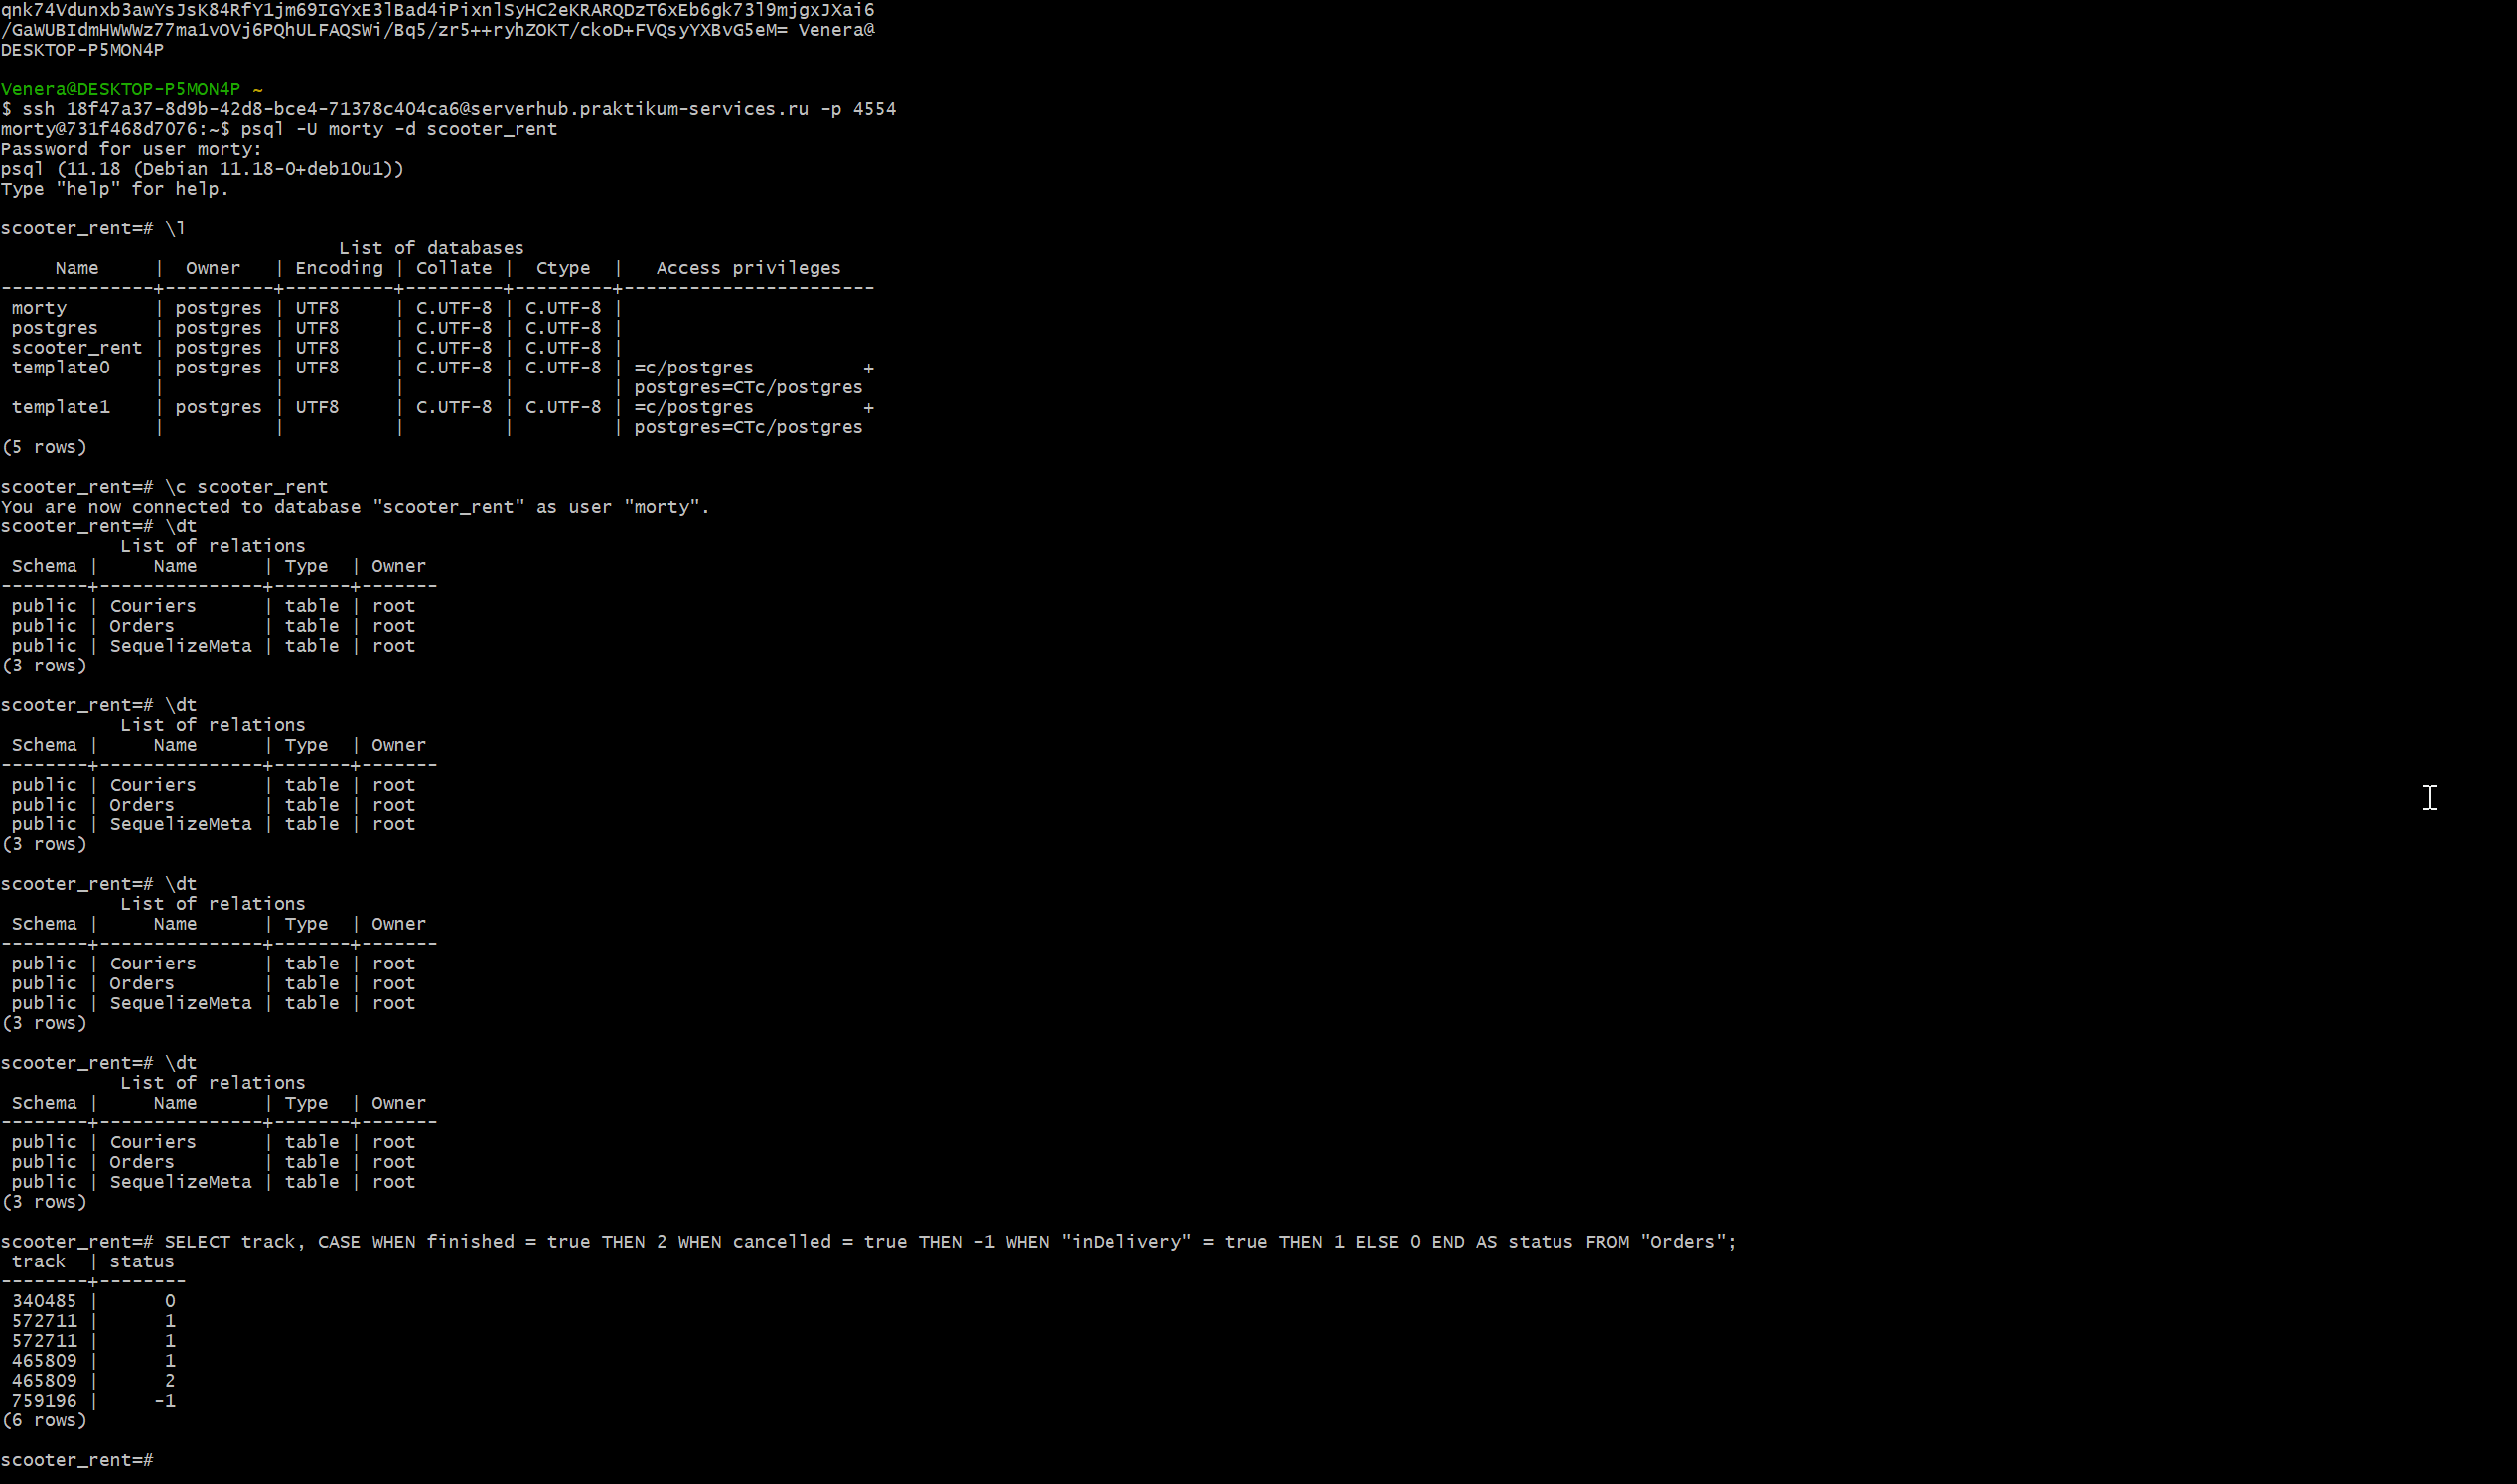 qnk74Vdunxb3awYsJsK84RfY1jm69IGYxE3lBad4iPixnlSyHC2eKRARQDzT6xEb6gk73l9mjgxJXai6
/GaWUBIdmHWWWz77ma1vOVj6PQhULFAQSWi/Bq5/zr5++ryhZOKT/ckoD+FVQsyYXBvG5eM= Venera@
DESKTOP-P5MON4P
Venera@DESKTOP-P5MON4P ~
$ ssh 18f47a37-8d9b-42d8-bce4-71378c404ca6@serverhub.praktikum-services.ru -p 4554
morty@731f468d7076:~$ psql -U morty -d scooter_rent
Password for user morty:
psql (11.18 (Debian 11.18-0+deb10u1))
Type "help" for help.
scooter_rent=# \l
List of databases
Name | Owner | Encoding | Collate | Ctype | Access privileges
--------------+----------+----------+---------+---------+-----------------------
morty | postgres | UTF8 | C.UTF-8 | C.UTF-8 |
postgres | postgres | UTF8 | C.UTF-8 | C.UTF-8 |
scooter_rent | postgres | UTF8 | C.UTF-8 | C.UTF-8 |
template0 | postgres | UTF8 | C.UTF-8 | C.UTF-8 | =c/postgres +
| | | | | postgres=CTc/postgres
template1 | postgres | UTF8 | C.UTF-8 | C.UTF-8 | =c/postgres +
| | | | | postgres=CTc/postgres
(5 rows)
scooter_rent=# \c scooter_rent
You are now connected to database "scooter_rent" as user "morty".
scooter_rent=# \dt
List of relations
Schema | Name | Type | Owner
--------+---------------+-------+-------
public | Couriers | table | root
public | Orders | table | root
public | SequelizeMeta | table | root
(3 rows)
scooter_rent=# \dt
List of relations
Schema | Name | Type | Owner
--------+---------------+-------+-------
public | Couriers | table | root
public | Orders | table | root
public | SequelizeMeta | table | root
(3 rows)
scooter_rent=# \dt
List of relations
Schema | Name | Type | Owner
--------+---------------+-------+-------
public | Couriers | table | root
public | Orders | table | root
public | SequelizeMeta | table | root
(3 rows)
scooter_rent=# \dt
List of relations
Schema | Name | Type | Owner
--------+---------------+-------+-------
public | Couriers | table | root
public | Orders | table | root
public | SequelizeMeta | table | root
(3 rows)
scooter_rent=# SELECT track, CASE WHEN finished = true THEN 2 WHEN cancelled = true THEN -1 WHEN "inDelivery" = true THEN 1 ELSE 0 END AS status FROM "Orders";
track | status
--------+--------
340485 | 0
572711 | 1
572711 | 1
465809 | 1
465809 | 2
759196 | -1
(6 rows)
scooter_rent=#